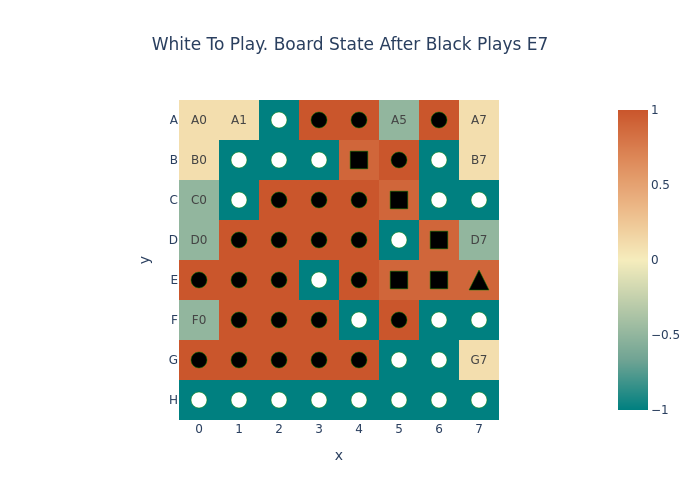 White To Play. Board State After Black Plays E7
A A0 A1 A5 A7 1
B B0 B7
C C0 0.5
D D0 D7
E 0
y
F F0 −0.5
G G7
H −1
0 1 2 3 4 5 6 7
x